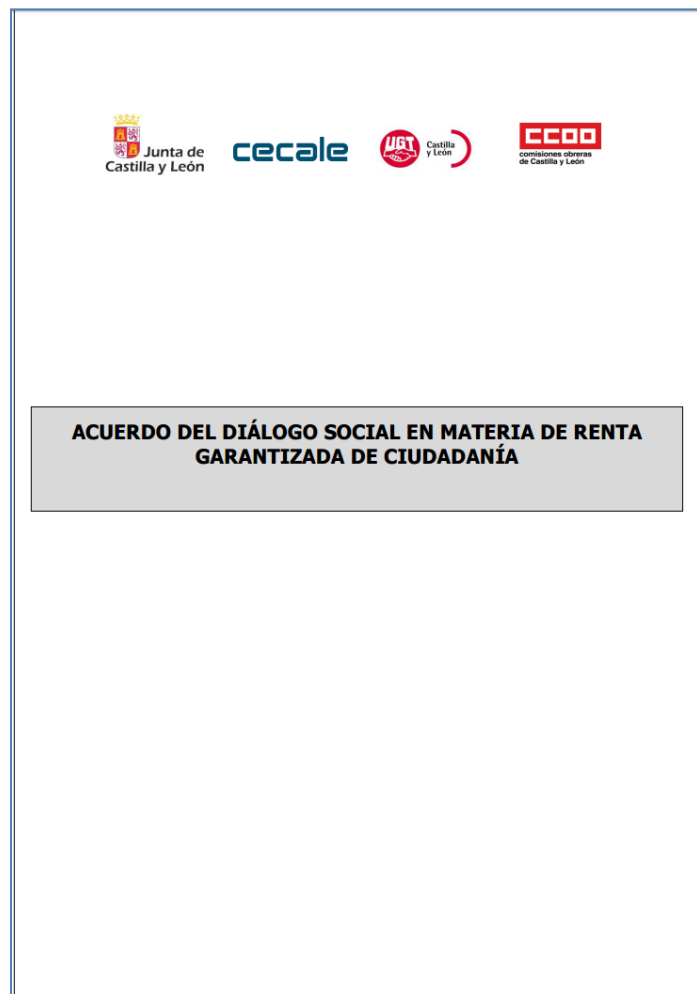 Junta de
Castilla y León
cecale
UGT
Castilla
y León
CCOO
comisiones obreras
de Castilla y León
ACUERDO DEL DIÁLOGO SOCIAL EN MATERIA DE RENTA
GARANTIZADA DE CIUDADANÍA